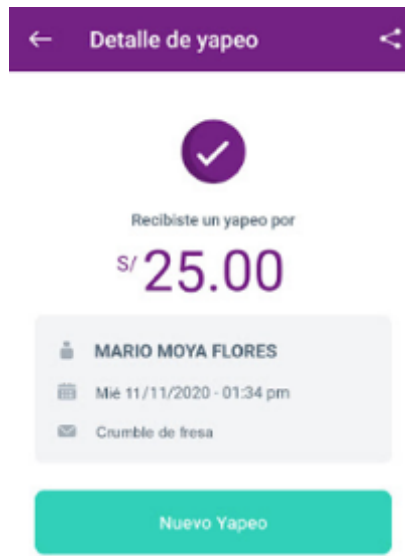 Detalle de yapeo
Recibiste un yapeo por
S/ 25.00
MARIO MOYA FLORES
Mié 11/11/2020 - 01:34 pm
Crumble de fresa
Nuevo Yapeo